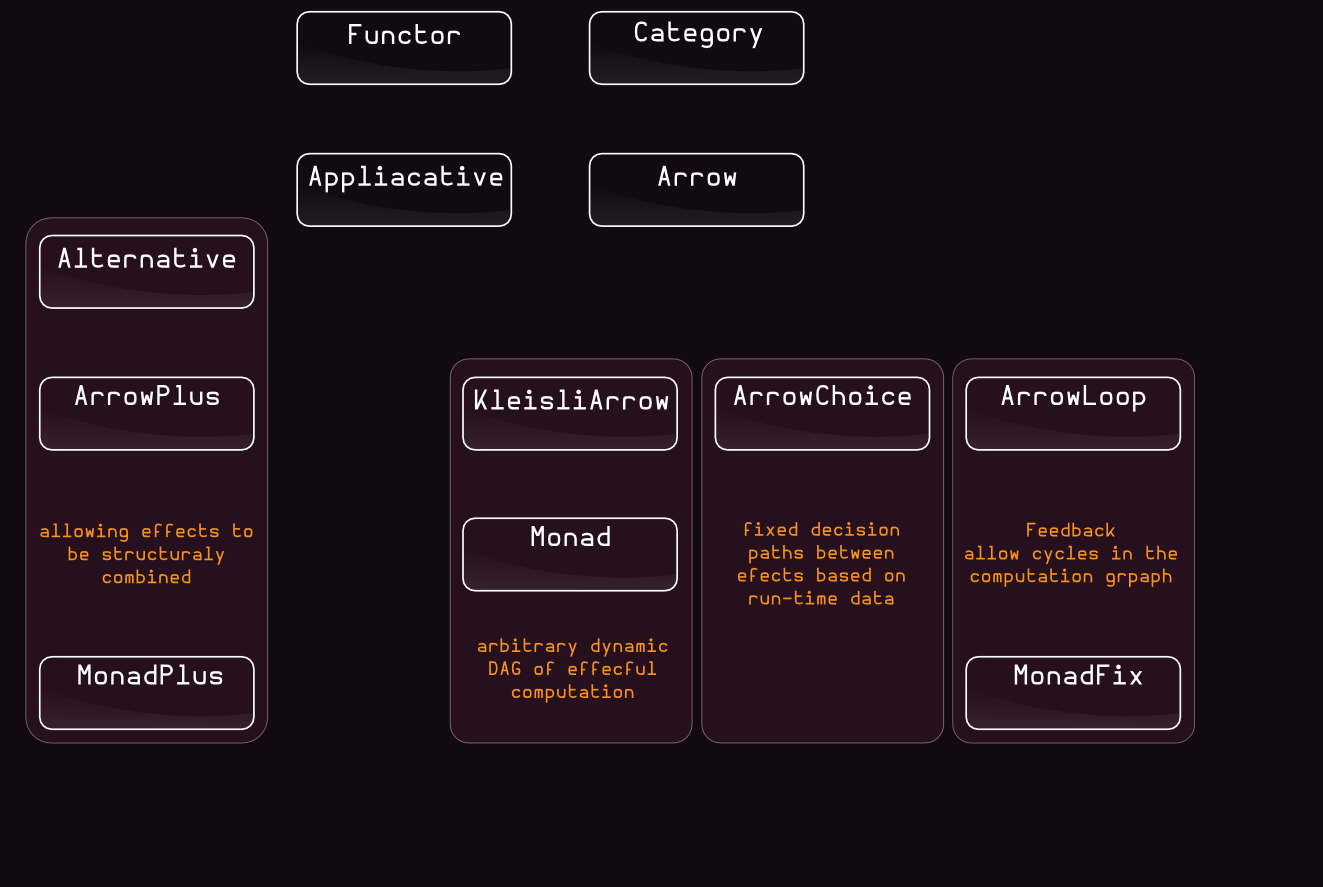 Functor
Category
Appliacative
Arrow
Alternative
ArrowPlus
allowing effects to
be structuraly
combined
MonadPlus
KleisliArrow
Monad
arbitrary dynamic
DAG of effecful
computation
ArrowChoice
fixed decision
paths between
efects based on
run-time data
ArrowLoop
Feedback
allow cycles in the
computation grpaph
MonadFix